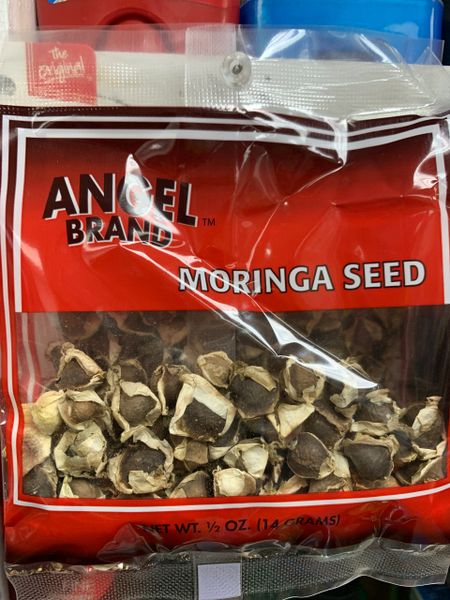 the
original
ANGEL
BRAND™
MORINGA SEED
NET WT. ½ OZ. (14 GRAMS)